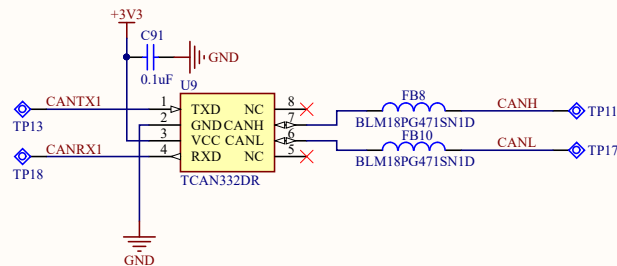 +3V3
C91
GND
0.1uF
U9
CANTX1
1
TXD
NC
8
FB8
CANH
TP13
2
GND
CANH
7
BLM18PG471SN1D
TP11
3
VCC
CANL
6
FB10
CANL
CANRX1
4
RXD
NC
5
BLM18PG471SN1D
TP17
TP18
TCAN332DR
GND